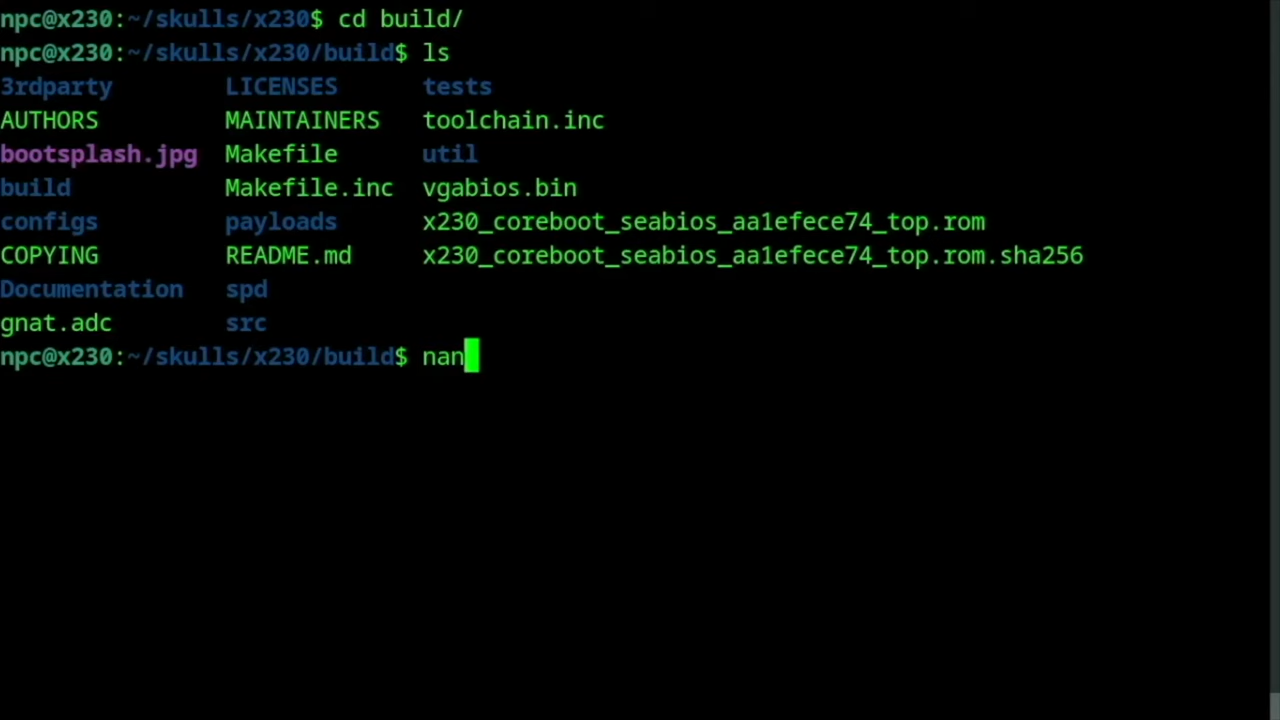 npc@x230:~/skulls/x230$ cd build/
npc@x230:~/skulls/x230/build$ ls
3rdparty LICENSES tests
AUTHORS MAINTAINERS toolchain.inc
bootsplash.jpg Makefile util
build Makefile.inc vgabios.bin
configs payloads x230_coreboot_seabios_aa1efece74_top.rom
COPYING README.md x230_coreboot_seabios_aa1efece74_top.rom.sha256
Documentation spd
gnat.adc src
npc@x230:~/skulls/x230/build$ nan